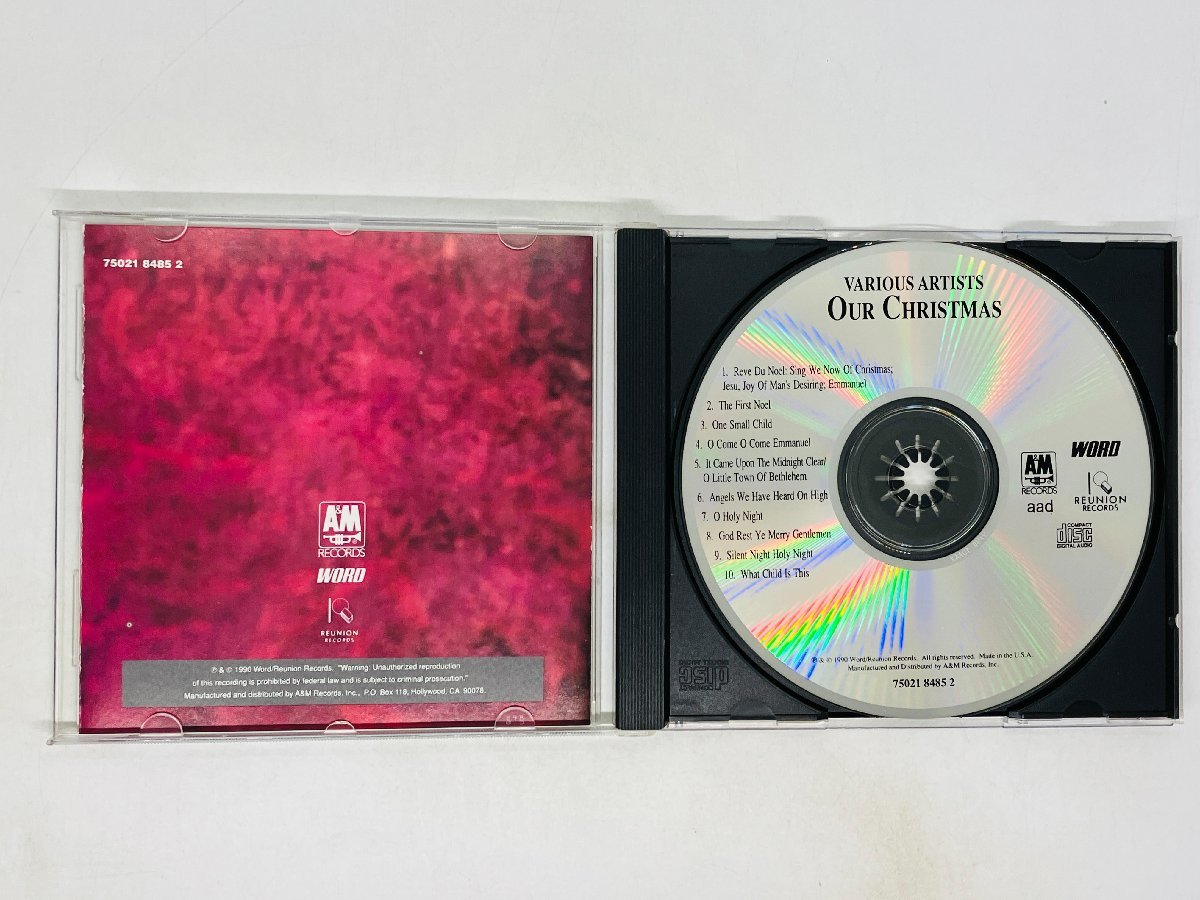 75021 8485 2
A&M
RECORDS
WORD
REUNION
RECORDS
℗ & © 1990 Word/Reunion Records. "Warning: Unauthorized reproduction
of this recording is prohibited by federal law and is subject to criminal prosecution."
Manufactured and distributed by A&M Records, Inc., P.O. Box 118, Hollywood, CA 90078.
VARIOUS ARTISTS
OUR CHRISTMAS
1. Reve Du Noel: Sing We Now Of Christmas;
Jesu, Joy Of Man's Desiring; Emmanuel
2. The First Noel
3. One Small Child
4. O Come O Come Emmanuel
5. It Came Upon The Midnight Clear/
O Little Town Of Bethlehem
6. Angels We Have Heard On High
7. O Holy Night
8. God Rest Ye Merry Gentlemen
9. Silent Night Holy Night
10. What Child Is This
A&M
RECORDS
aad
WORD
REUNION
RECORDS
COMPACT
disc
DIGITAL AUDIO
℗ & © 1990 Word/Reunion Records. All rights reserved. Made in the U.S.A.
Manufactured and Distributed by A&M Records, Inc.
75021 8485 2
COMPACT
disc
DIGITAL AUDIO